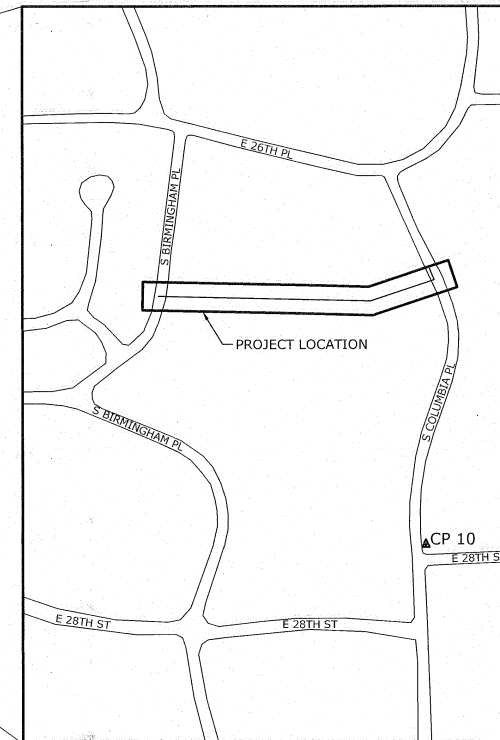 E 26TH PL
S BIRMINGHAM PL
PROJECT LOCATION
S COLUMBIA PL
S BIRMINGHAM PL
CP 10
E 28TH S
E 28TH ST
E 28TH ST